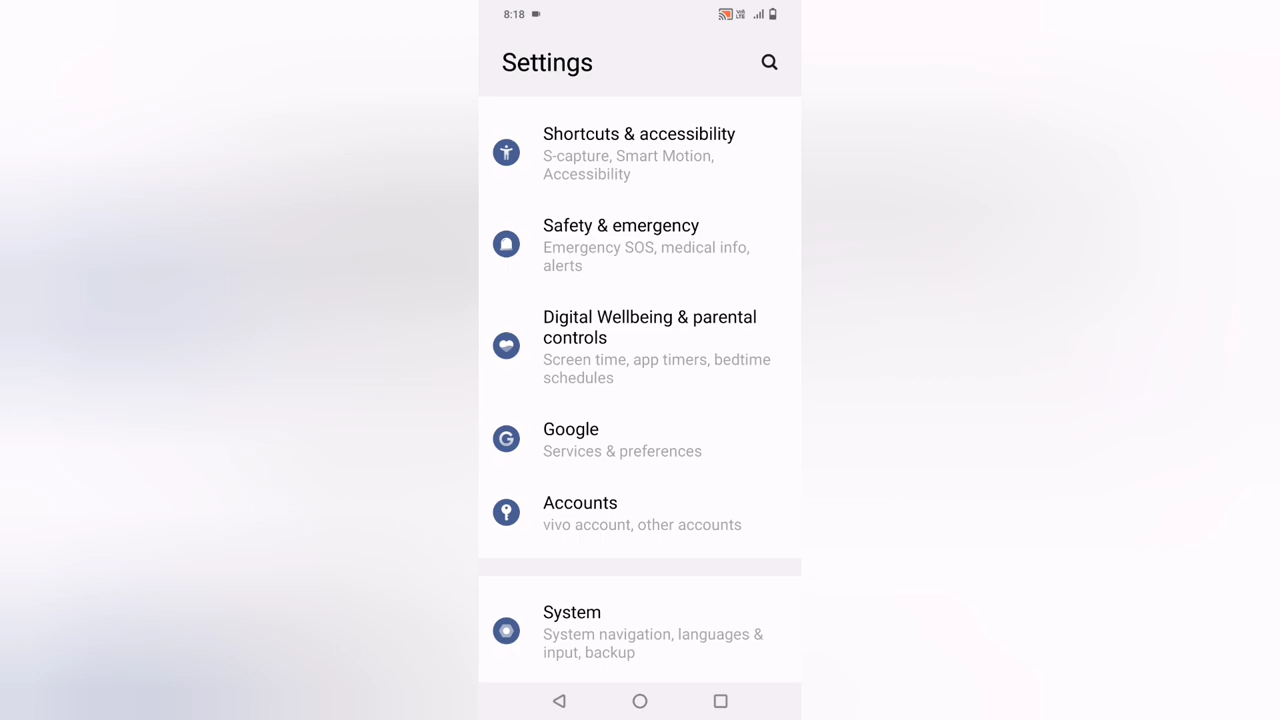 8:18
Settings
Shortcuts & accessibility
S-capture, Smart Motion,
Accessibility
Safety & emergency
Emergency SOS, medical info,
alerts
Digital Wellbeing & parental
controls
Screen time, app timers, bedtime
schedules
Google
Services & preferences
Accounts
vivo account, other accounts
System
System navigation, languages &
input, backup